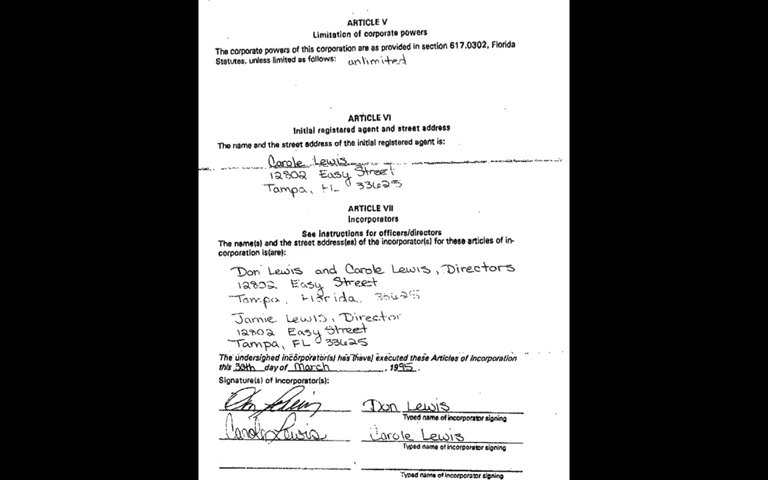 ARTICLE V
Limitation of corporate powers
The corporate powers of this corporation are as provided in section 617.0302, Florida
Statutes, unless limited as follows: unlimited
ARTICLE VI
Initial registered agent and street address
The name and the street address of the initial registered agent is:
Carole Lewis
12802 Easy Street
Tampa, FL 33625
ARTICLE VII
Incorporators
See instructions for officers/directors
The name(s) and the street address(es) of the incorporator(s) for these articles of in-
corporation is(are):
Don Lewis and Carole Lewis, Directors
12802 Easy Street
Tampa, Florida 33625
Jamie Lewis, Director
12802 Easy Street
Tampa, FL 33625
The undersigned incorporator(s) has (have) executed these Articles of Incorporation
this 30th day of March, 1995.
Signature(s) of Incorporator(s):
Don Lewis
Typed name of incorporator signing
Carole Lewis Carole Lewis
Typed name of incorporator signing
Typed name of incorporator signing